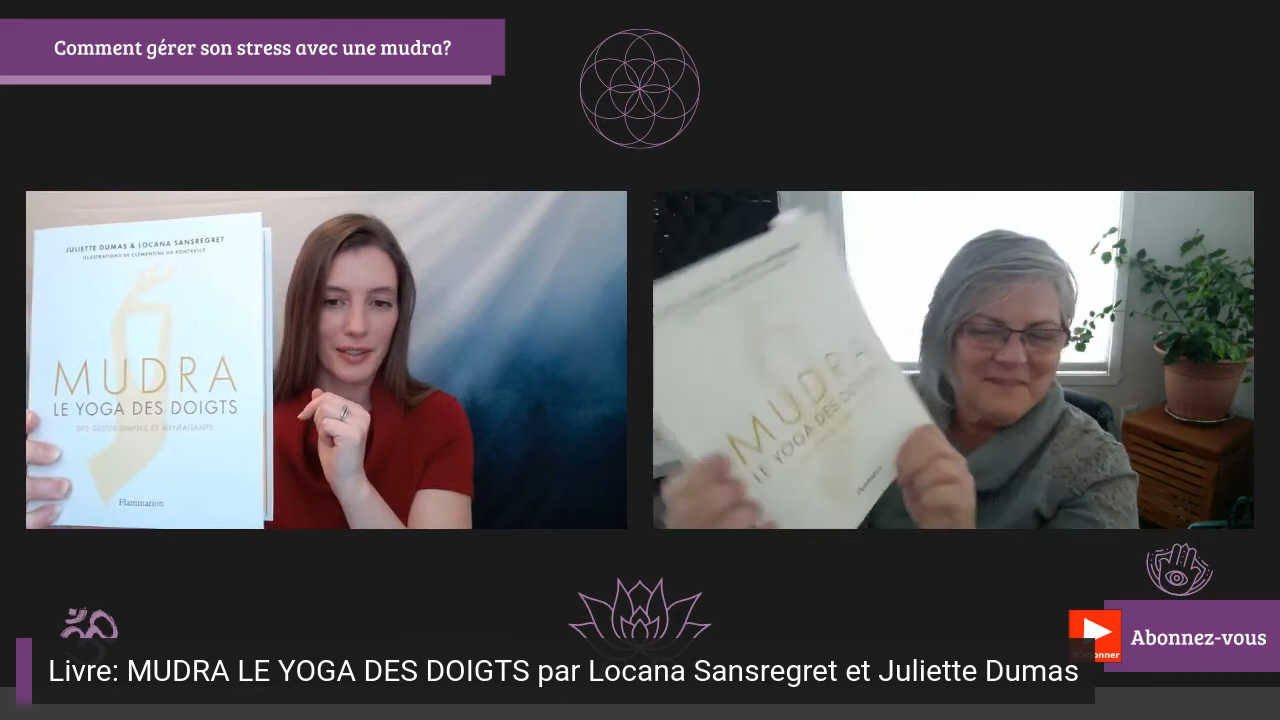 Comment gérer son stress avec une mudra?
JULIETTE DUMAS & LOCANA SANSREGRET
ILLUSTRATIONS DE CLÉMENTINE DU PONTAVICE
MUDRA
LE YOGA DES DOIGTS
DES GESTES SIMPLES ET BIENFAISANTS
Flammarion
MUDRA
LE YOGA DES DOIGTS
Flammarion
Abonnez-vous
Livre: MUDRA LE YOGA DES DOIGTS par Locana Sansregret et Juliette Dumas